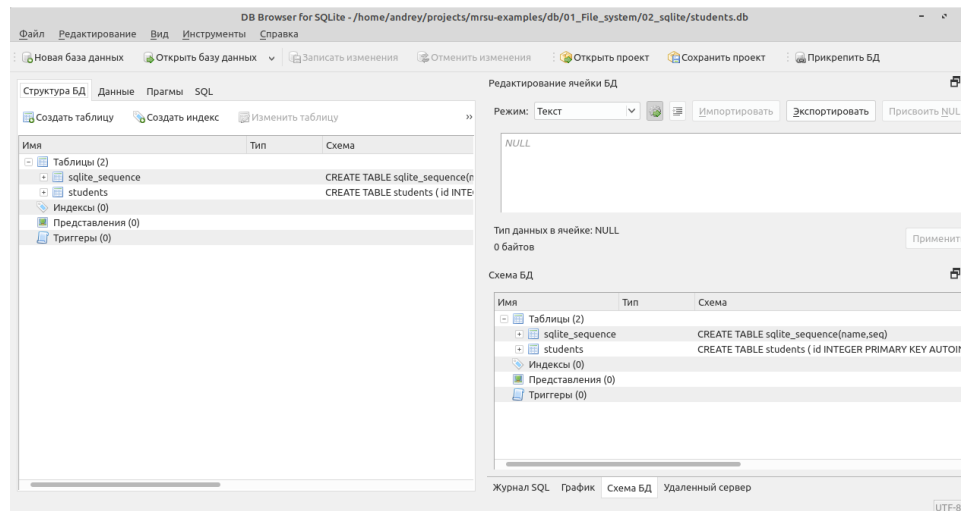 DB Browser for SQLite - /home/andrey/projects/mrsu-examples/db/01_File_system/02_sqlite/students.db
Файл Редактирование Вид Инструменты Справка
Новая база данных Открыть базу данных Записать изменения Отменить изменения Открыть проект Сохранить проект Прикрепить БД
Структура БД Данные Прагмы SQL
Создать таблицу Создать индекс Изменить таблицу »
Имя Тип Схема
Таблицы (2)
sqlite_sequence CREATE TABLE sqlite_sequence(n
students CREATE TABLE students ( id INTE
Индексы (0)
Представления (0)
Триггеры (0)
Редактирование ячейки БД
Режим: Текст Импортировать Экспортировать Присвоить NUL
NULL
Тип данных в ячейке: NULL
0 байтов
Применит
Схема БД
Имя Тип Схема
Таблицы (2)
sqlite_sequence CREATE TABLE sqlite_sequence(name,seq)
students CREATE TABLE students ( id INTEGER PRIMARY KEY AUTOIN
Индексы (0)
Представления (0)
Триггеры (0)
Журнал SQL График Схема БД Удаленный сервер
UTF-8